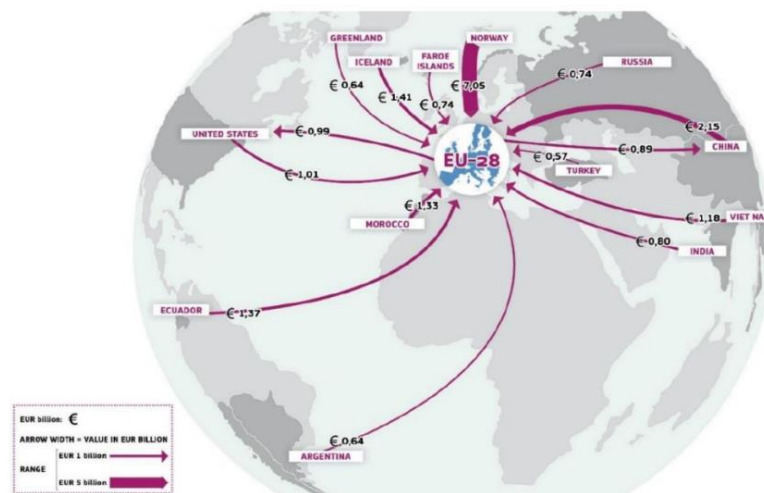 GREENLAND
NORWAY
ICELAND
FAROE
ISLANDS
RUSSIA
€ 0,64
€ 1,41
€ 0,74
€ 7,05
€ 0,74
UNITED STATES
€ 0,99
€ 2,15
CHINA
€ 0,89
EU-28
€ 0,57
TURKEY
€ 1,01
€ 1,33
MOROCCO
€ 1,18
VIET NA
€ 0,80
INDIA
ECUADOR
€ 1,37
€ 0,64
ARGENTINA
EUR billion: €
ARROW WIDTH = VALUE IN EUR BILLION
RANGE
EUR 1 billion
EUR 5 billion